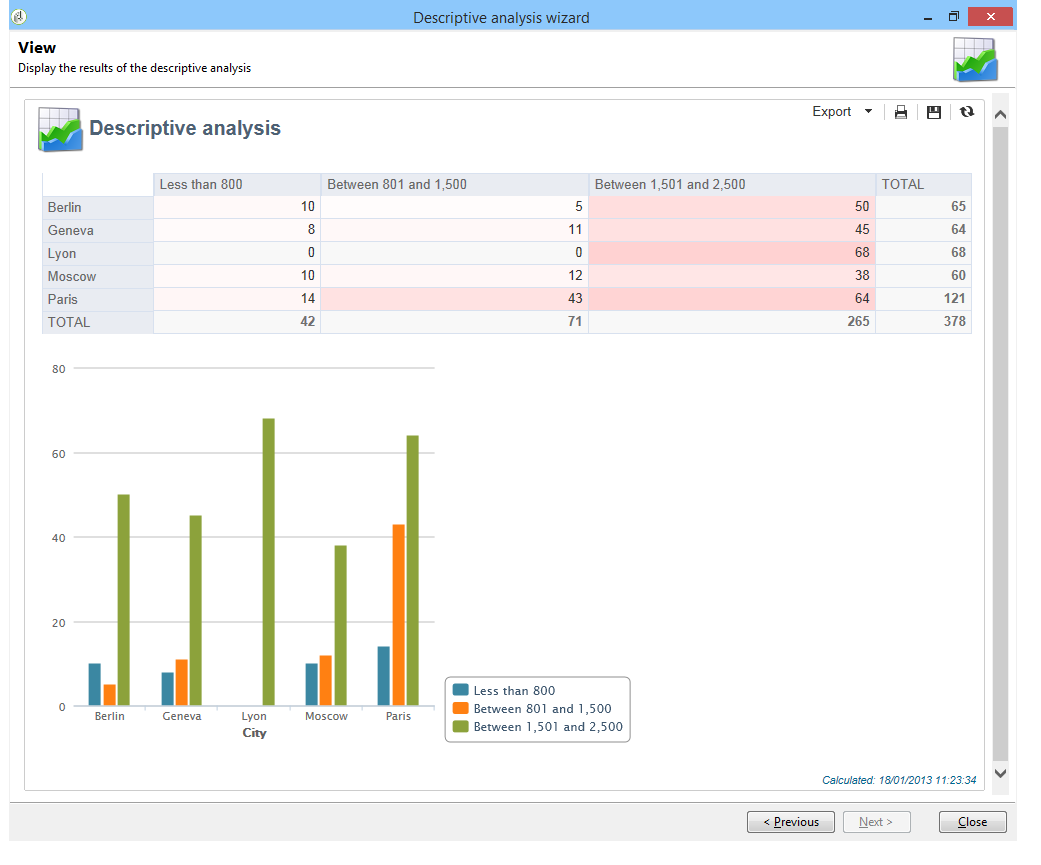 Descriptive analysis wizard
View
Display the results of the descriptive analysis
Export
Descriptive analysis
Less than 800 Between 801 and 1,500 Between 1,501 and 2,500 TOTAL
Berlin 10 5 50 65
Geneva 8 11 45 64
Lyon 0 0 68 68
Moscow 10 12 38 60
Paris 14 43 64 121
TOTAL 42 71 265 378
80
60
40
20
0
Berlin Geneva Lyon Moscow Paris
City
Less than 800
Between 801 and 1,500
Between 1,501 and 2,500
Calculated: 18/01/2013 11:23:34
< Previous Next > Close